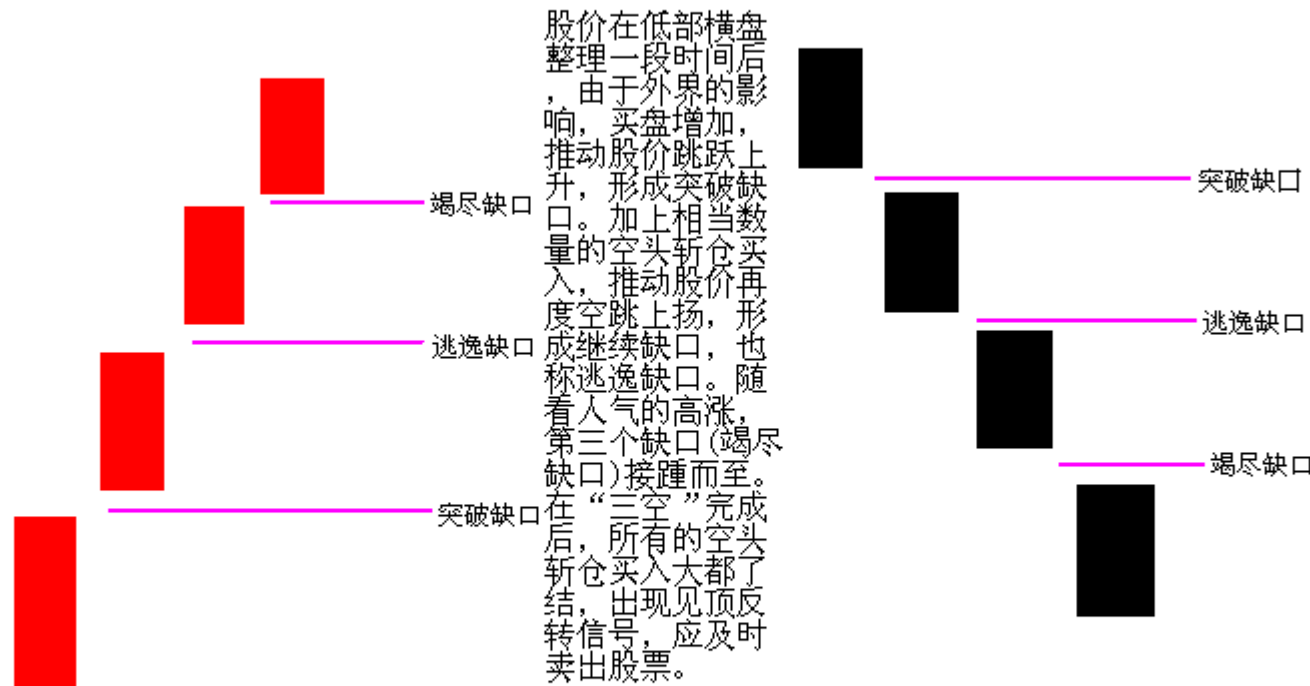 竭尽缺口
逃逸缺口
突破缺口
股价在低部横盘
整理一段时间后
，由于外界的影
响，买盘增加，
推动股价跳跃上
升，形成突破缺
口。加上相当数
量的空头斩仓买
入，推动股价再
度空跳上扬，形
成继续缺口，也
称逃逸缺口。随
着人气的高涨，
第三个缺口(竭尽
缺口)接踵而至。
在“三空”完成
后，所有的空头
斩仓买入大都了
结，出现见顶反
转信号，应及时
卖出股票。
突破缺口
逃逸缺口
竭尽缺口